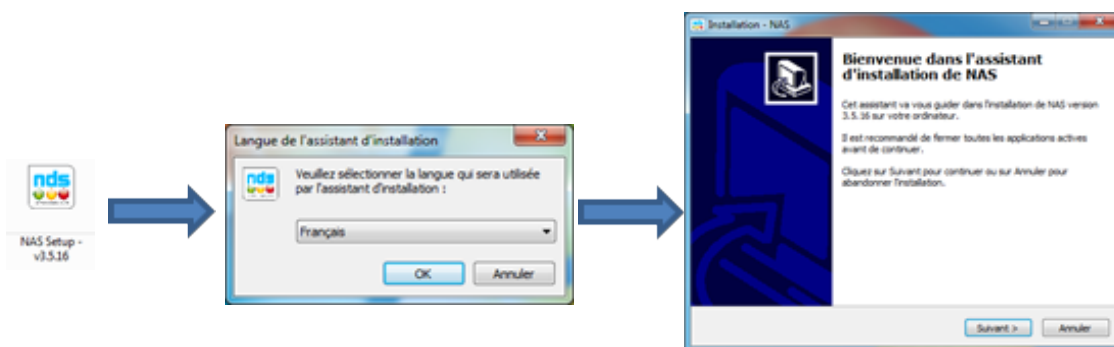 nds
NAS Setup -
v3.5.16
Langue de l'assistant d'installation
nds
Veuillez sélectionner la langue qui sera utilisée
par l'assistant d'installation :
Français
OK
Annuler
Installation - NAS
Bienvenue dans l'assistant
d'installation de NAS
Cet assistant va vous guider dans l'installation de NAS version
3.5.16 sur votre ordinateur.
Il est recommandé de fermer toutes les applications actives
avant de continuer.
Cliquez sur Suivant pour continuer ou sur Annuler pour
abandonner l'installation.
Suivant >
Annuler